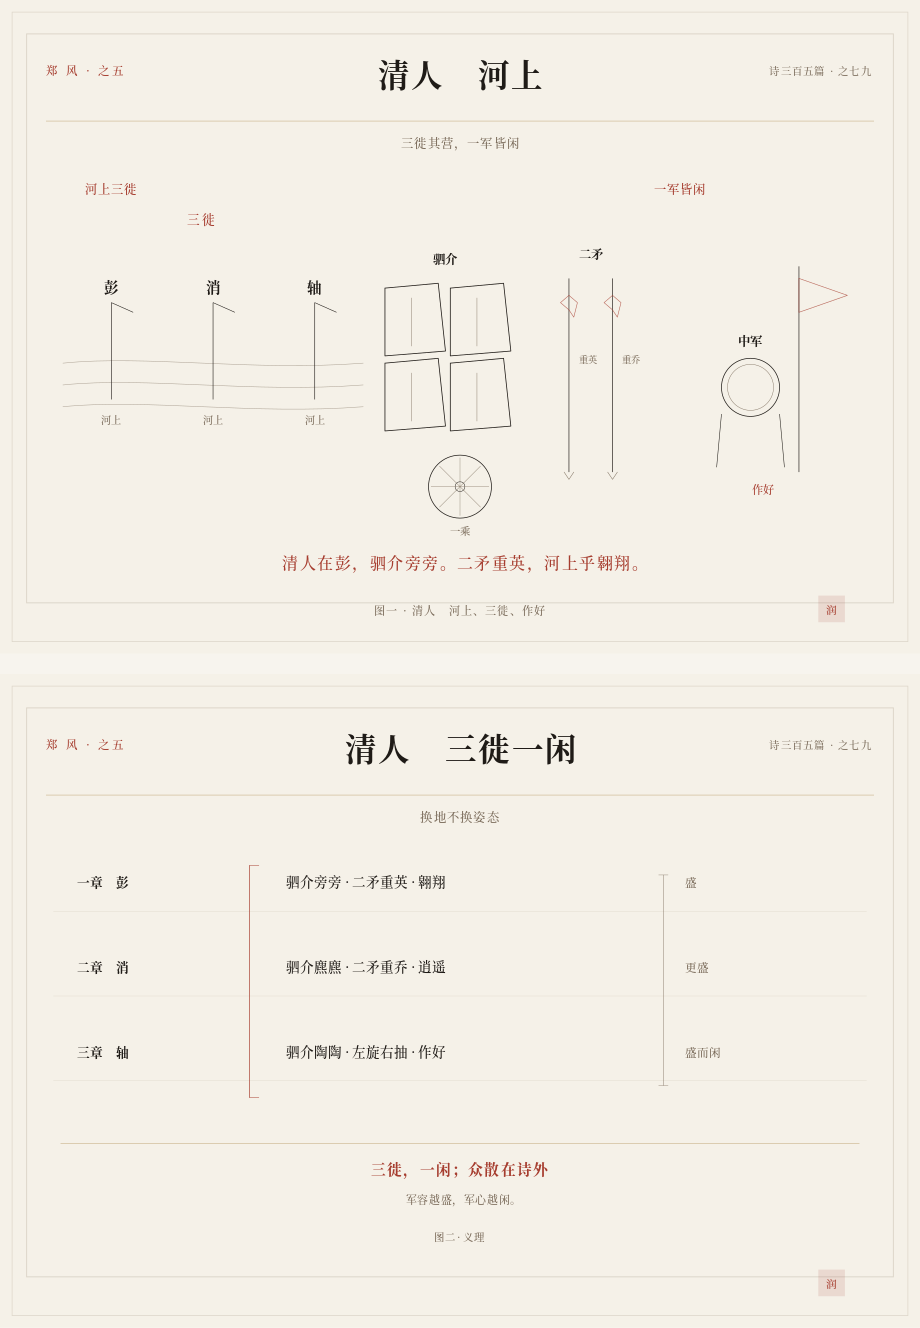 郑 风 · 之五
清人　河上
诗三百五篇 · 之七九
三徙其营，一军皆闲
河上三徙
一军皆闲
三徙
彭
消
轴
河上
河上
河上
驷介
一乘
二矛
重英
重乔
中军
作好
清人在彭，驷介旁旁。二矛重英，河上乎翱翔。
图一 · 清人　河上、三徙、作好
润
郑 风 · 之五
清人　三徙一闲
诗三百五篇 · 之七九
换地不换姿态
一章　彭
驷介旁旁 · 二矛重英 · 翱翔
盛
二章　消
驷介麃麃 · 二矛重乔 · 逍遥
更盛
三章　轴
驷介陶陶 · 左旋右抽 · 作好
盛而闲
三徙，一闲；众散在诗外
军容越盛，军心越闲。
图二 · 义理
润